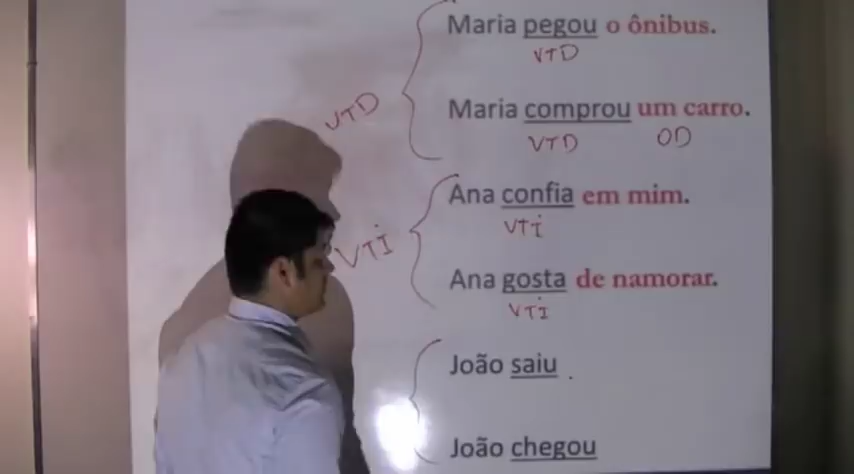 Maria pegou o ônibus.
VTD
VTD
Maria comprou um carro.
VTD OD
Ana confia em mim.
VTI
VTI
Ana gosta de namorar.
VTI
João saiu .
João chegou